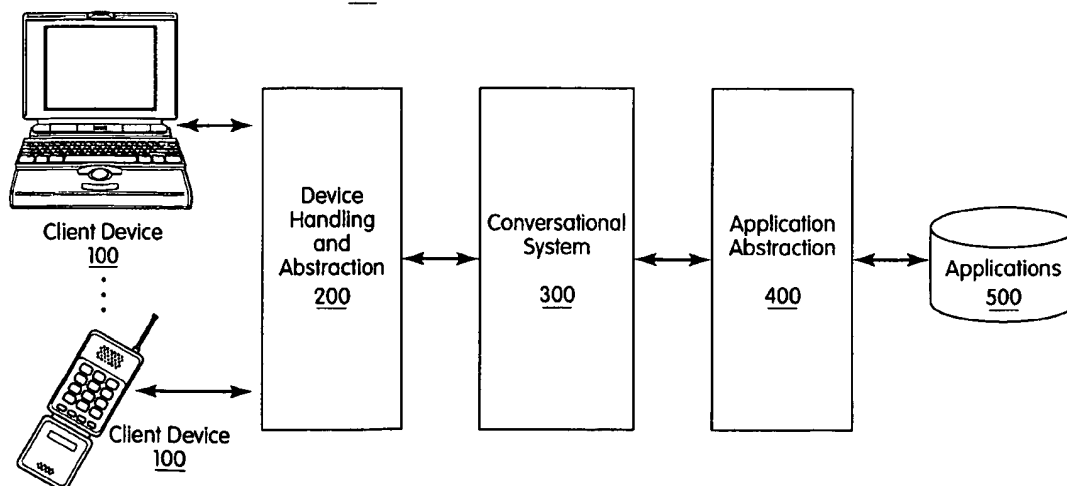 Client Device
100
Client Device
100
Device
Handling
and
Abstraction
200
Conversational
System
300
Application
Abstraction
400
Applications
500